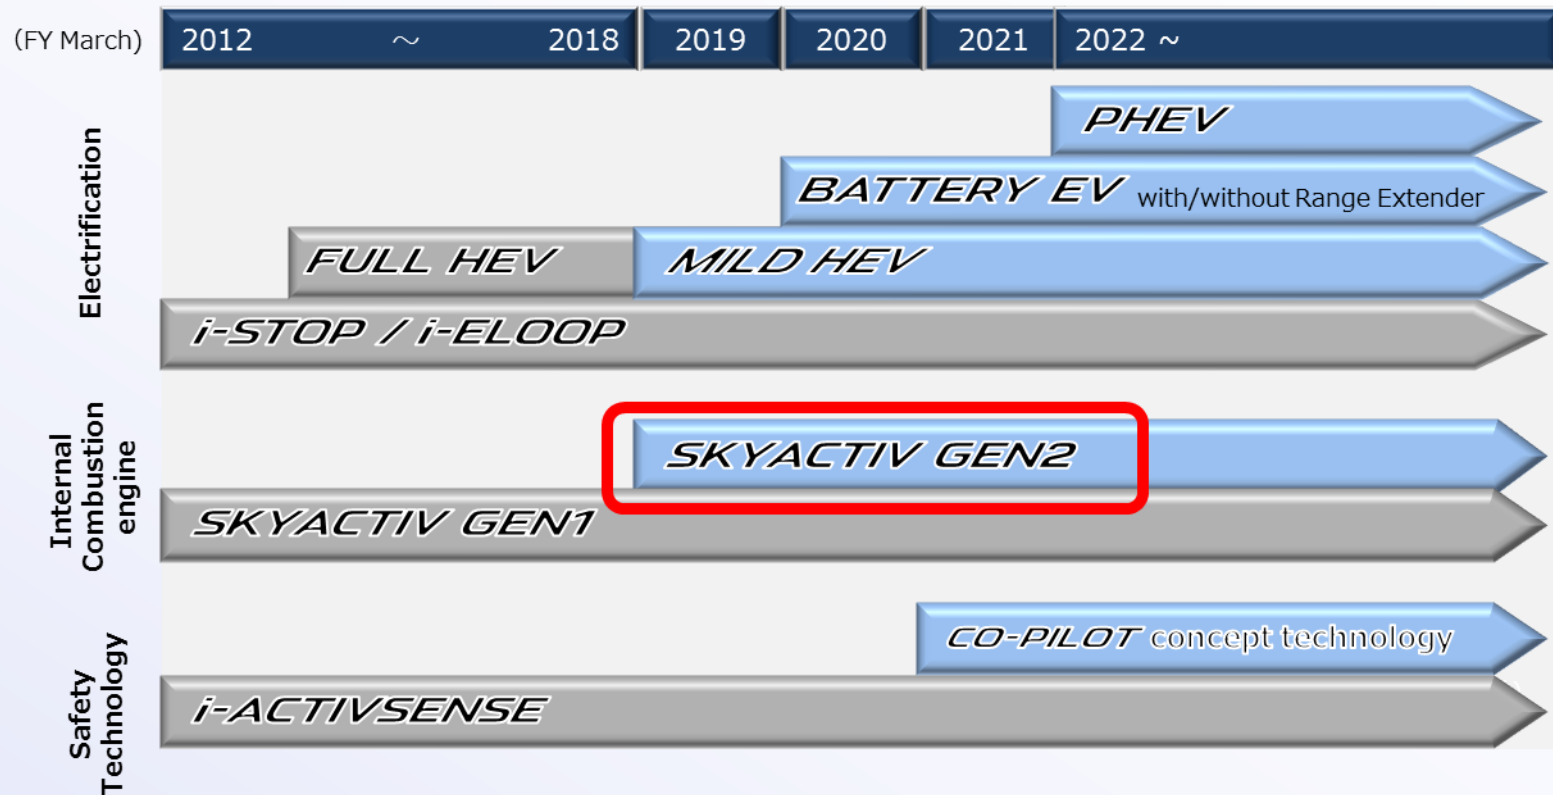 (FY March) 2012 ～ 2018 2019 2020 2021 2022 ~
Electrification
PHEV
BATTERY EV with/without Range Extender
FULL HEV MILD HEV
i-STOP / i-ELOOP
Internal
Combustion
engine
SKYACTIV GEN2
SKYACTIV GEN1
Safety
Technology
CO-PILOT concept technology
i-ACTIVSENSE